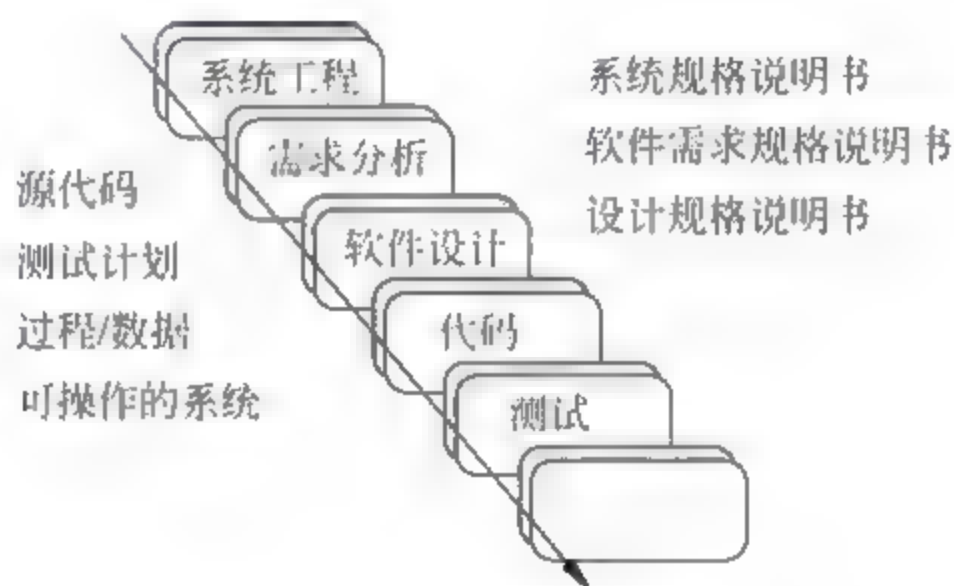 系统工程
需求分析
软件设计
代码
测试
系统规格说明书
软件需求规格说明书
设计规格说明书
源代码
测试计划
过程/数据
可操作的系统